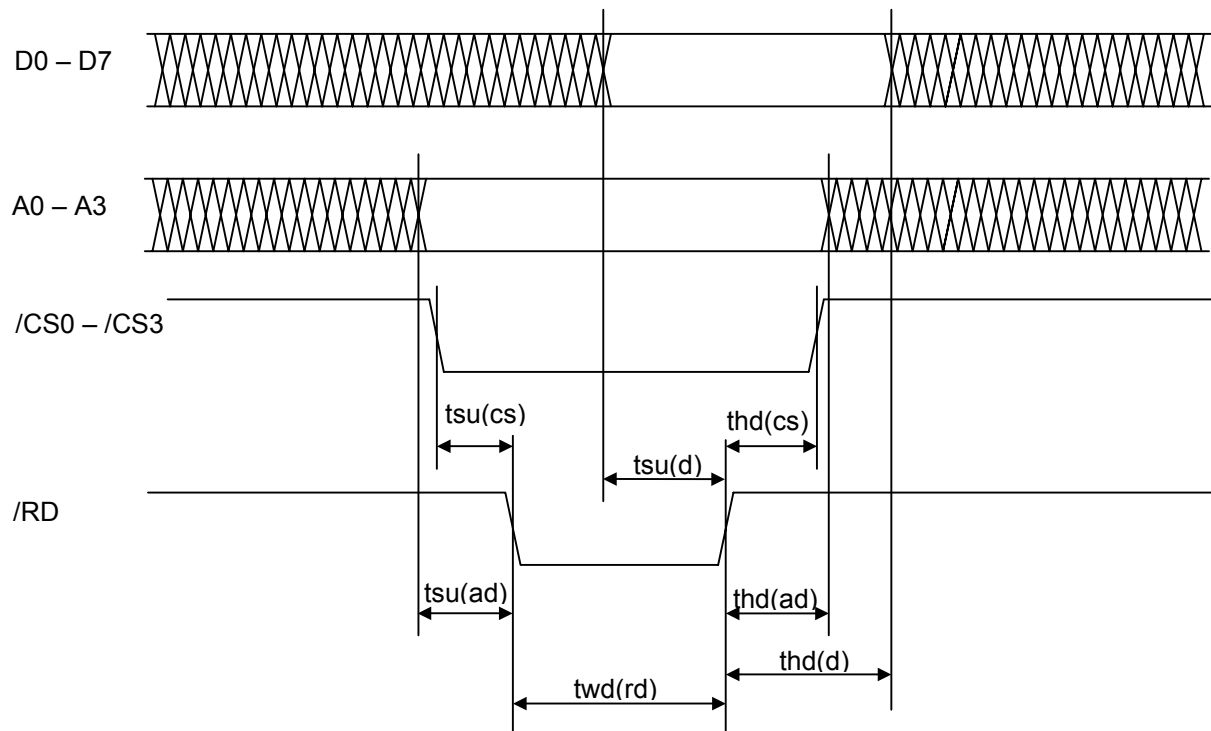 D0 – D7
A0 – A3
/CS0 – /CS3
tsu(cs)
thd(cs)
tsu(d)
/RD
tsu(ad)
thd(ad)
thd(d)
twd(rd)